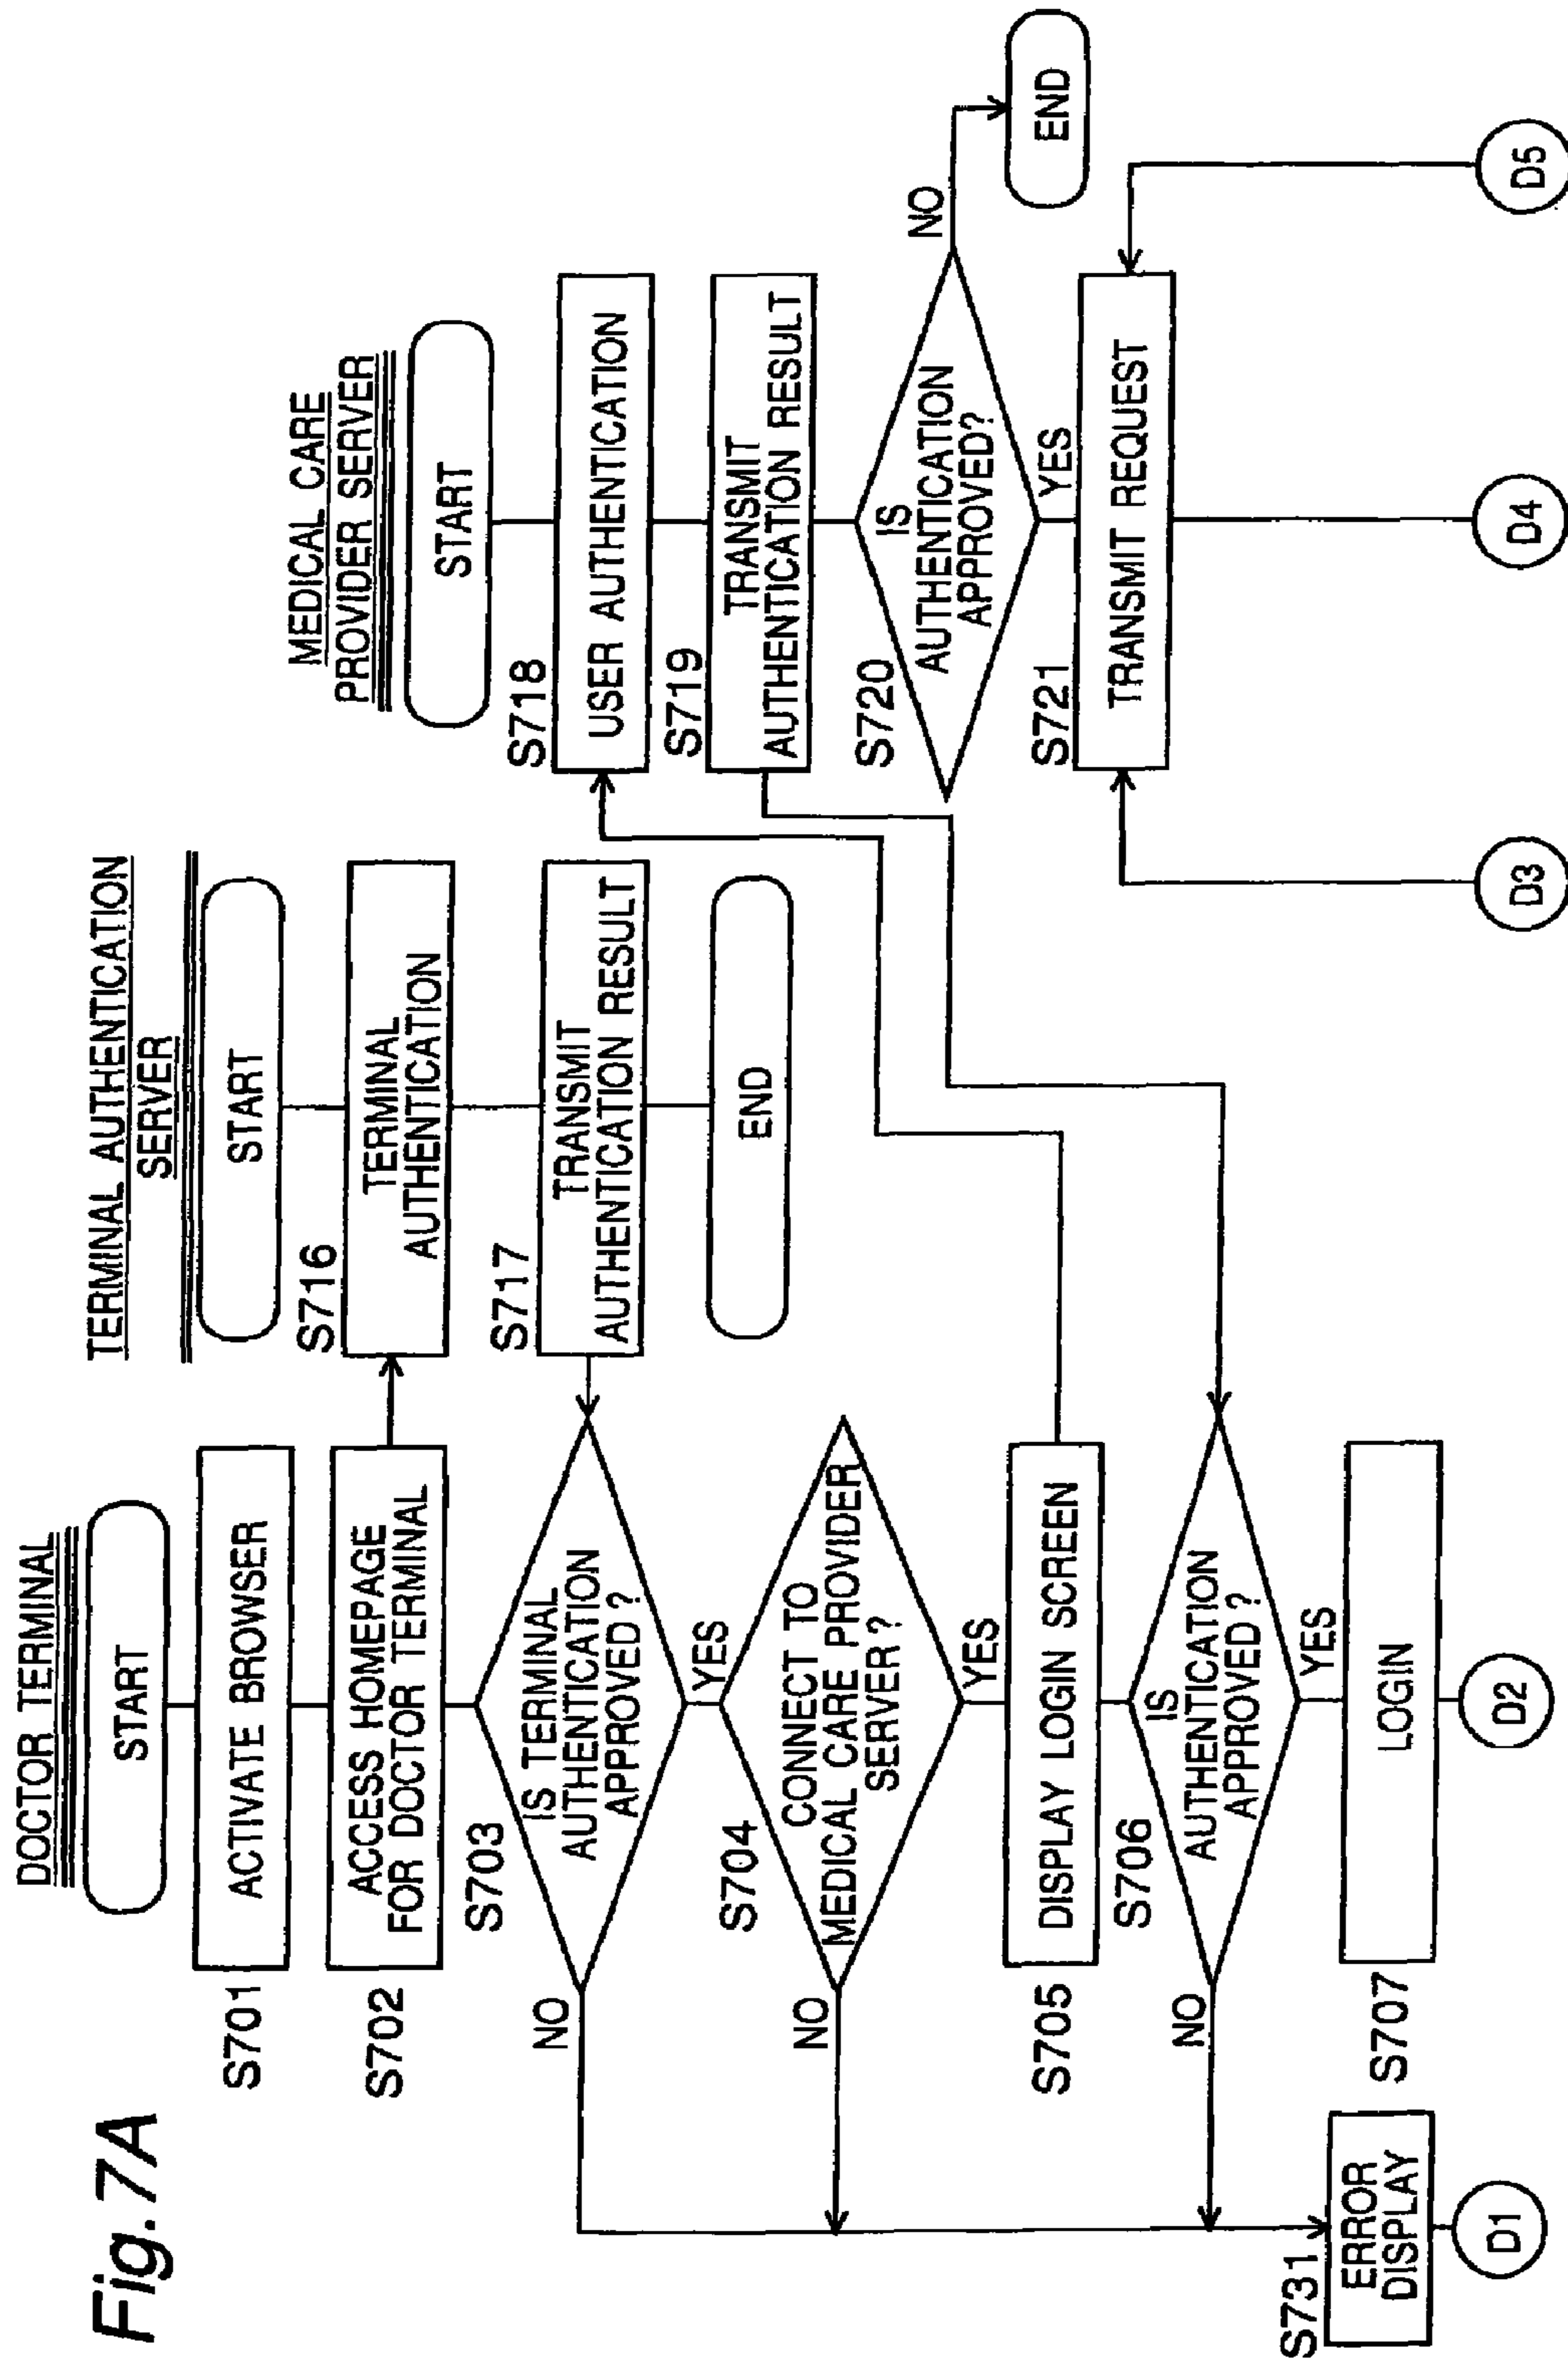 Fig.7A
DOCTOR TERMINAL
START
S701
ACTIVATE BROWSER
S702
ACCESS HOMEPAGE
FOR DOCTOR TERMINAL
S703
IS TERMINAL
AUTHENTICATION
APPROVED?
NO
YES
S704
CONNECT TO
MEDICAL CARE PROVIDER
SERVER?
NO
YES
S705
DISPLAY LOGIN SCREEN
S706
IS
AUTHENTICATION
APPROVED?
NO
YES
S707
LOGIN
D2
S731
ERROR
DISPLAY
D1
TERMINAL AUTHENTICATION
SERVER
START
S716
TERMINAL
AUTHENTICATION
S717
TRANSMIT
AUTHENTICATION RESULT
END
MEDICAL CARE
PROVIDER SERVER
START
S718
USER AUTHENTICATION
S719
TRANSMIT
AUTHENTICATION RESULT
S720
IS
AUTHENTICATION
APPROVED?
NO
END
YES
S721
TRANSMIT REQUEST
D3
D4
D5